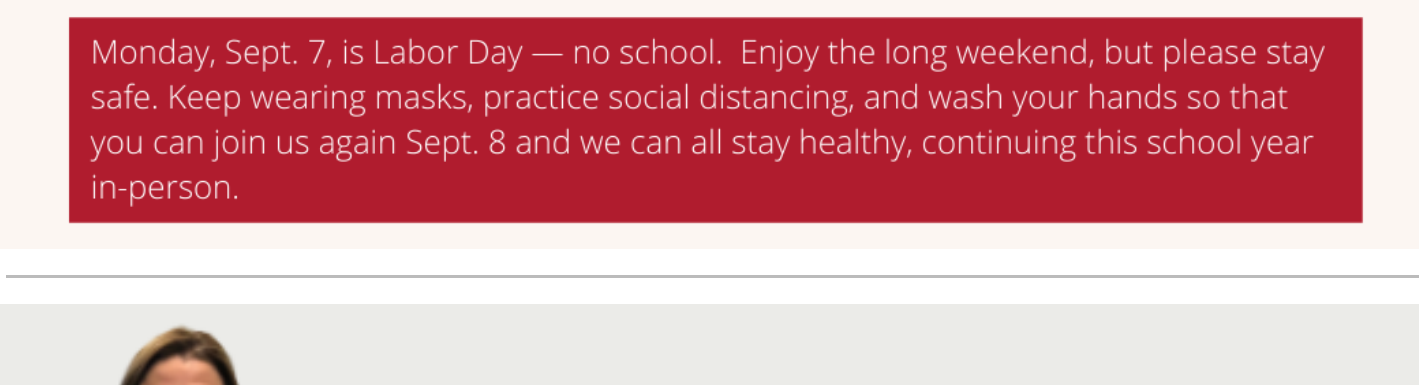 Monday, Sept. 7, is Labor Day — no school.  Enjoy the long weekend, but please stay
safe. Keep wearing masks, practice social distancing, and wash your hands so that
you can join us again Sept. 8 and we can all stay healthy, continuing this school year
in-person.